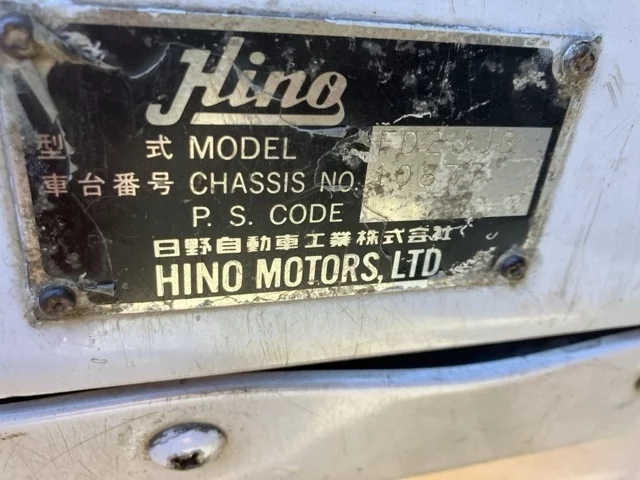 Hino
型 式 MODEL
車台番号 CHASSIS NO.
P. S. CODE
日野自動車工業株式会社
HINO MOTORS, LTD.